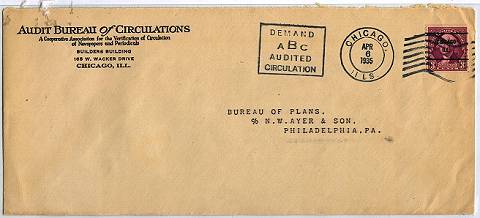 AUDIT BUREAU of CIRCULATIONS
A Cooperative Association for the Verification of Circulation
of Newspapers and Periodicals
BUILDERS BUILDING
165 W. WACKER DRIVE
CHICAGO, ILL.
DEMAND
ABC
AUDITED
CIRCULATION
CHICAGO,
APR
6
1935
ILLS.
BUREAU OF PLANS,
% N.W.AYER & SON,
PHILADELPHIA,PA.